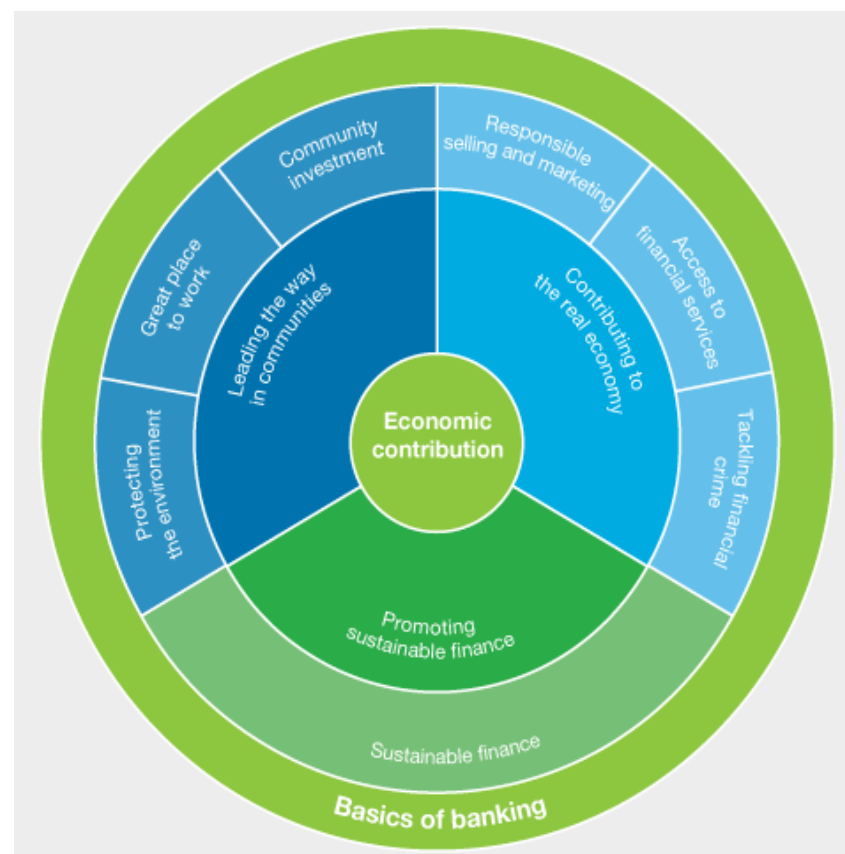 Community
investment
Responsible
selling and marketing
Great place
to work
Access to
financial services
Leading the way
in communities
Contributing to
the real economy
Economic
contribution
Protecting
the environment
Tackling financial
crime
Promoting
sustainable finance
Sustainable finance
Basics of banking